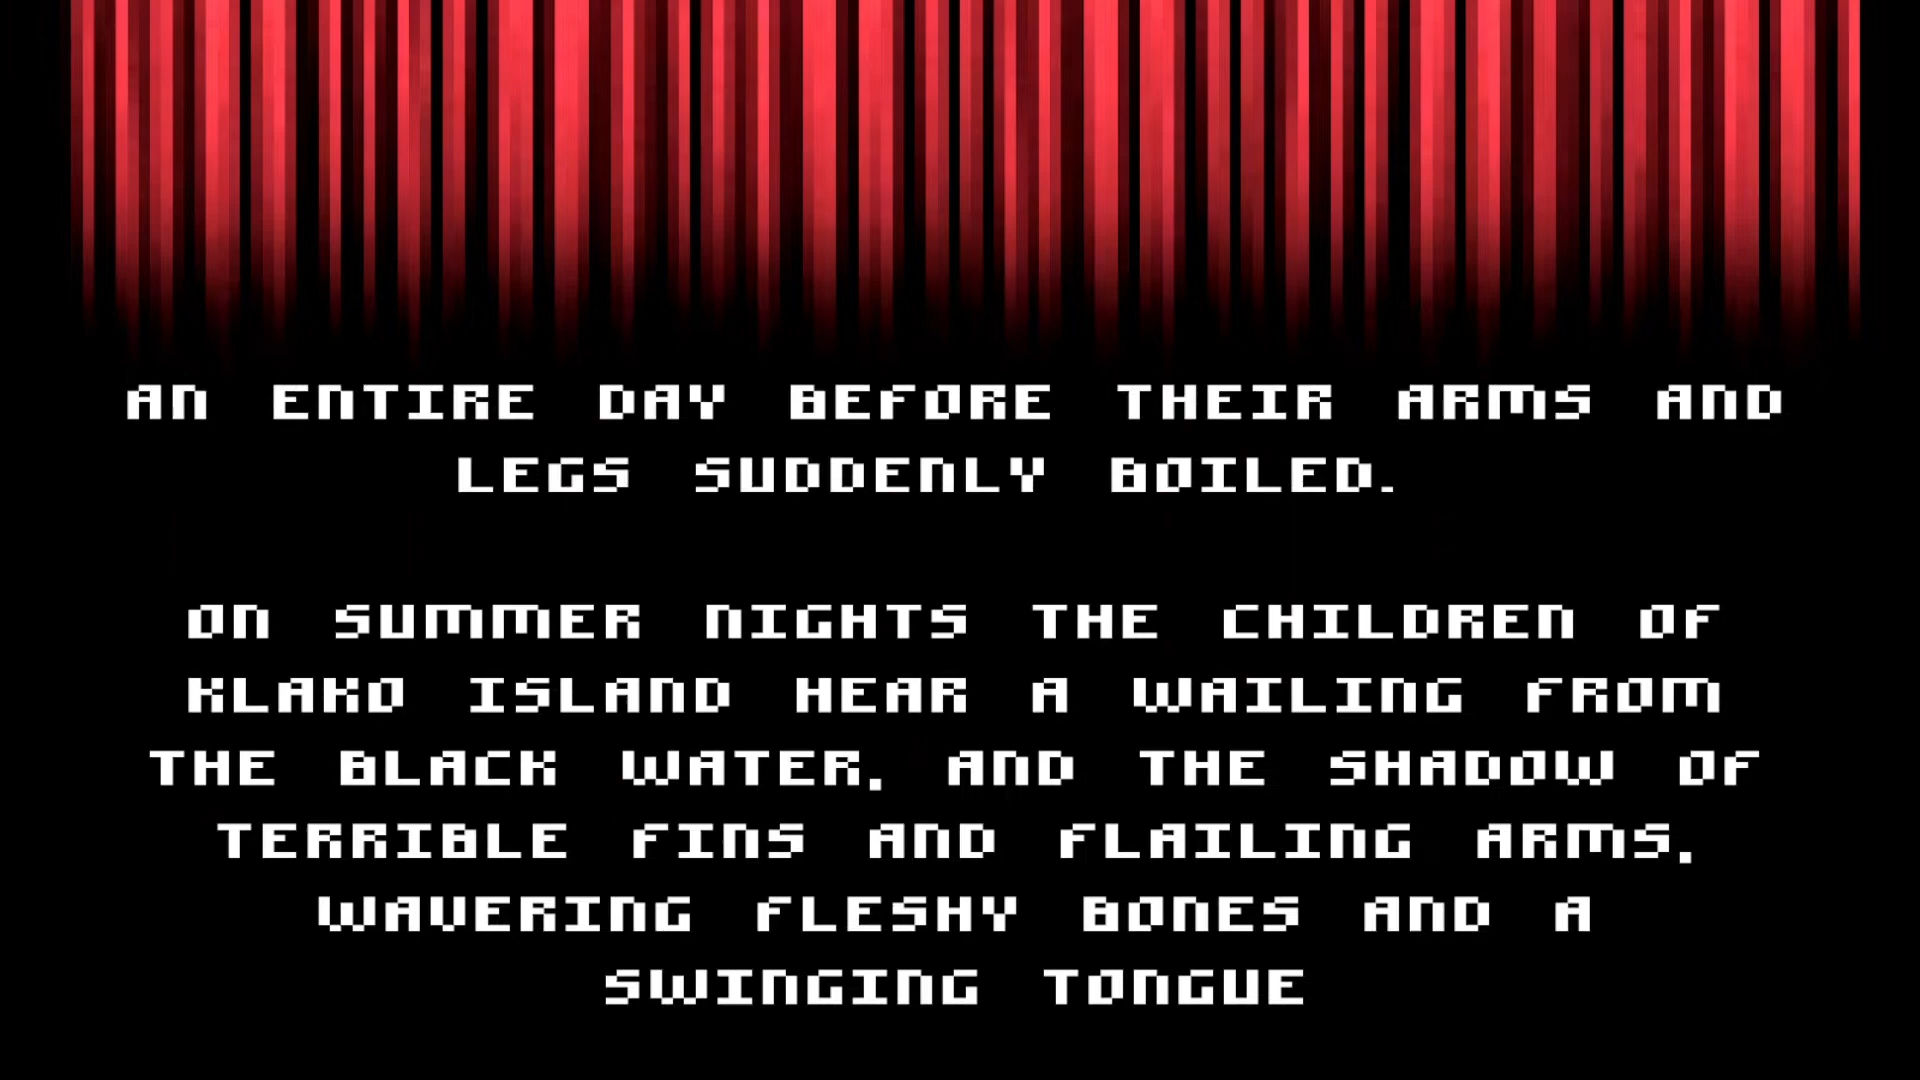 AN ENTIRE DAY BEFORE THEIR ARMS AND
LEGS SUDDENLY BOILED.
ON SUMMER NIGHTS THE CHILDREN OF
KLAKO ISLAND HEAR A WAILING FROM
THE BLACK WATER, AND THE SHADOW OF
TERRIBLE FINS AND FLAILING ARMS,
WAVERING FLESHY BONES AND A
SWINGING TONGUE